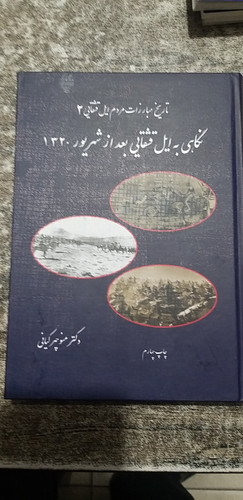 تاریخ مبارزات مردم ایل قشقایی ۲
نگاهی به ایل قشقایی بعد از شهریور ۱۳۲۰
دکتر منوچهر کیانی
چاپ چهارم